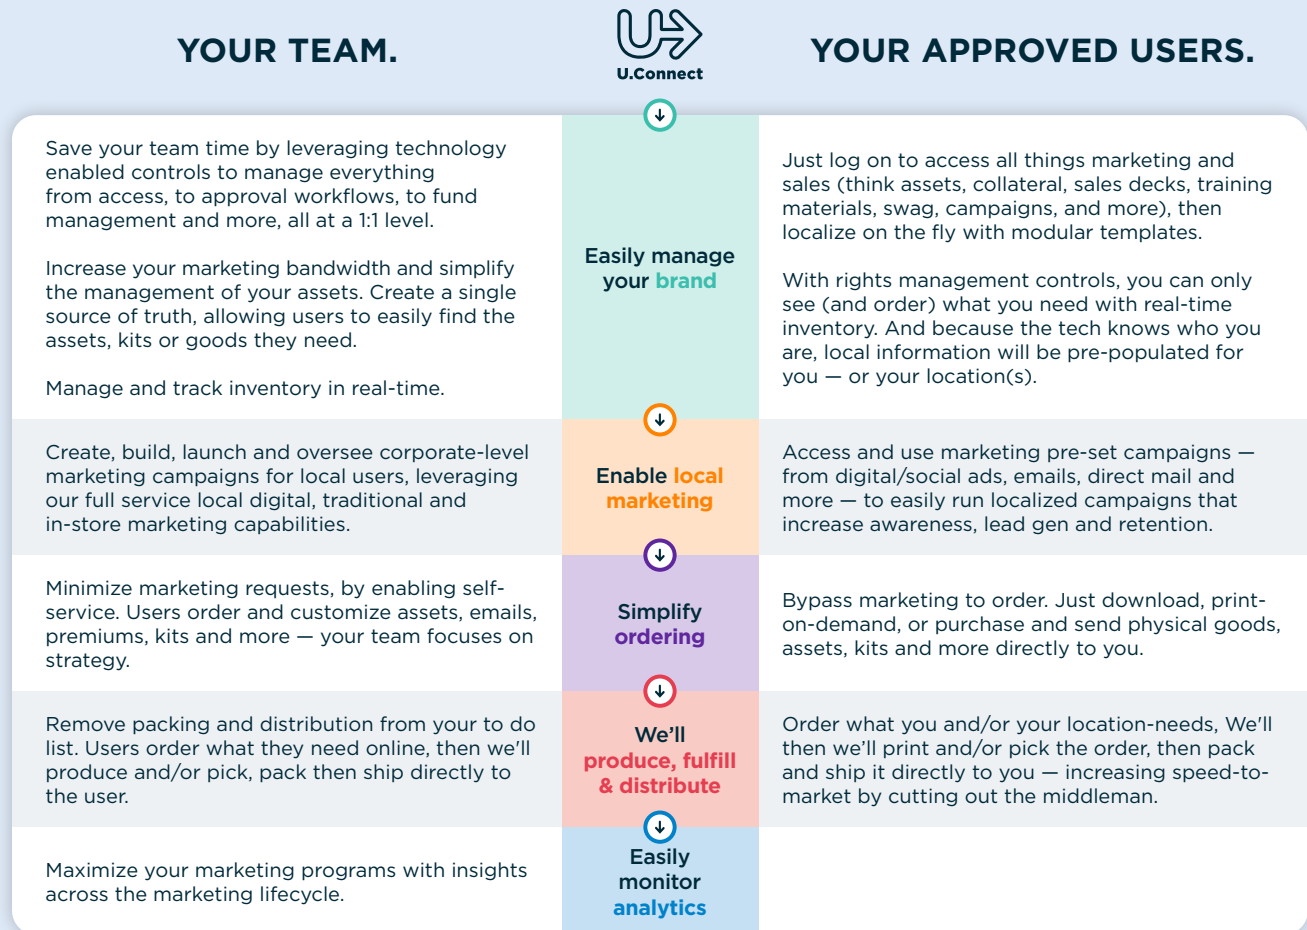 YOUR TEAM.
U.Connect
YOUR APPROVED USERS.
Save your team time by leveraging technology
enabled controls to manage everything
from access, to approval workflows, to fund
management and more, all at a 1:1 level.
Increase your marketing bandwidth and simplify
the management of your assets. Create a single
source of truth, allowing users to easily find the
assets, kits or goods they need.
Manage and track inventory in real-time.
Easily manage
your brand
Just log on to access all things marketing and
sales (think assets, collateral, sales decks, training
materials, swag, campaigns, and more), then
localize on the fly with modular templates.
With rights management controls, you can only
see (and order) what you need with real-time
inventory. And because the tech knows who you
are, local information will be pre-populated for
you — or your location(s).
Create, build, launch and oversee corporate-level
marketing campaigns for local users, leveraging
our full service local digital, traditional and
in-store marketing capabilities.
Enable local
marketing
Access and use marketing pre-set campaigns —
from digital/social ads, emails, direct mail and
more — to easily run localized campaigns that
increase awareness, lead gen and retention.
Minimize marketing requests, by enabling self-
service. Users order and customize assets, emails,
premiums, kits and more — your team focuses on
strategy.
Simplify
ordering
Bypass marketing to order. Just download, print-
on-demand, or purchase and send physical goods,
assets, kits and more directly to you.
Remove packing and distribution from your to do
list. Users order what they need online, then we'll
produce and/or pick, pack then ship directly to
the user.
We’ll
produce, fulfill
& distribute
Order what you and/or your location-needs, We'll
then we’ll print and/or pick the order, then pack
and ship it directly to you — increasing speed-to-
market by cutting out the middleman.
Maximize your marketing programs with insights
across the marketing lifecycle.
Easily
monitor
analytics